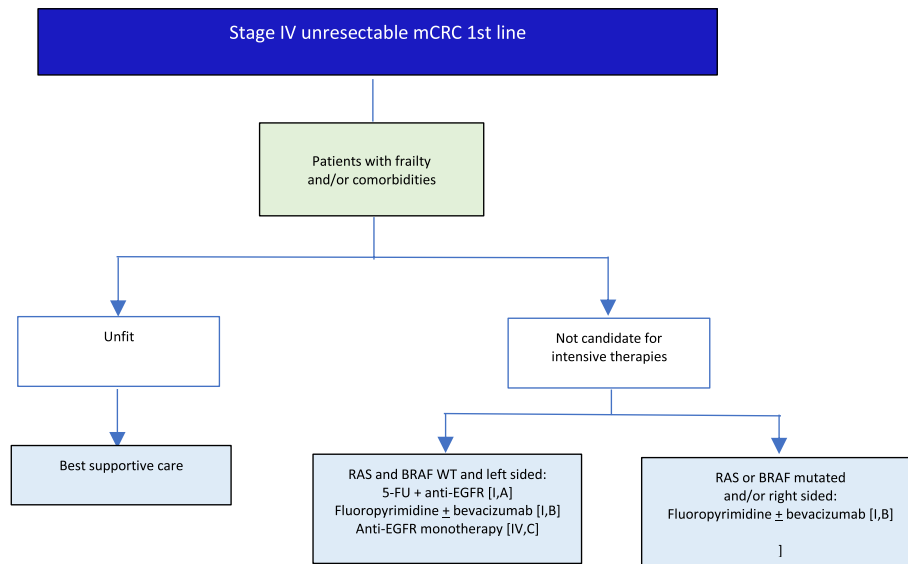 Stage IV unresectable mCRC 1st line
Patients with frailty
and/or comorbidities
Unfit
Not candidate for
intensive therapies
Best supportive care
RAS and BRAF WT and left sided:
5-FU + anti-EGFR [I,A]
Fluoropyrimidine ± bevacizumab [I,B]
Anti-EGFR monotherapy [IV,C]
RAS or BRAF mutated
and/or right sided:
Fluoropyrimidine ± bevacizumab [I,B]
]